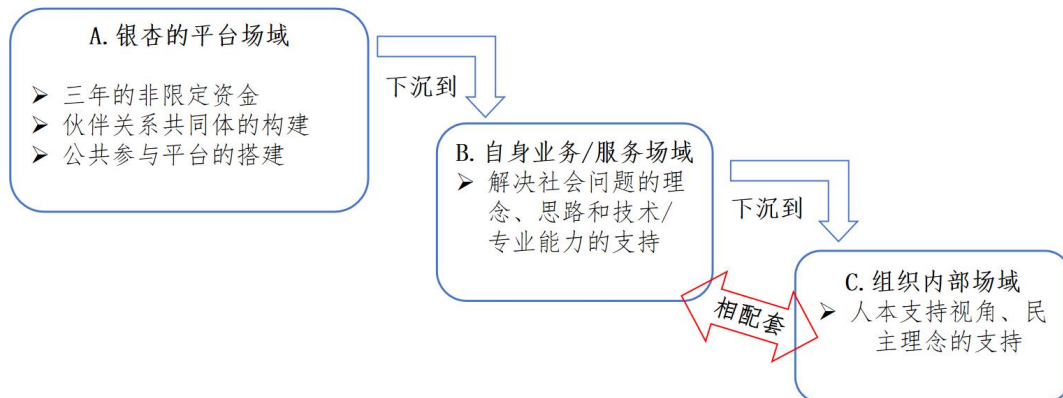 A.银杏的平台场域
➢ 三年的非限定资金
➢ 伙伴关系共同体的构建
➢ 公共参与平台的搭建
下沉到
B.自身业务/服务场域
➢ 解决社会问题的理
念、思路和技术/
专业能力的支持
下沉到
相配套
C.组织内部场域
➢ 人本支持视角、民
主理念的支持